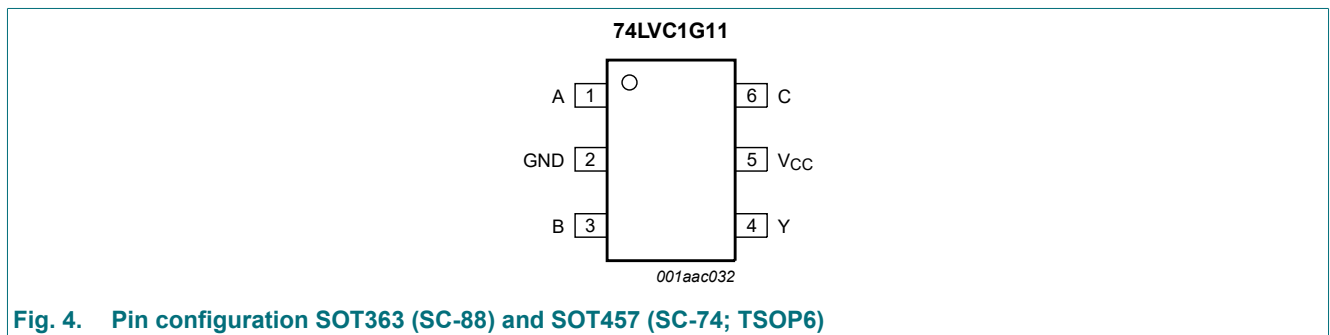 74LVC1G11
A 1 6 C
GND 2 5 VCC
B 3 4 Y
001aac032
Fig. 4. Pin configuration SOT363 (SC-88) and SOT457 (SC-74; TSOP6)